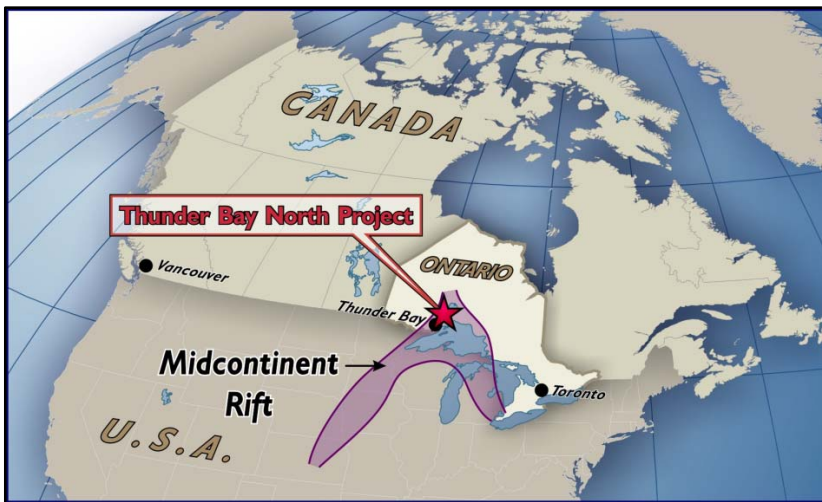 CANADA
Thunder Bay North Project
ONTARIO
Vancouver
Thunder Bay
Midcontinent
Rift
Toronto
U.S.A.